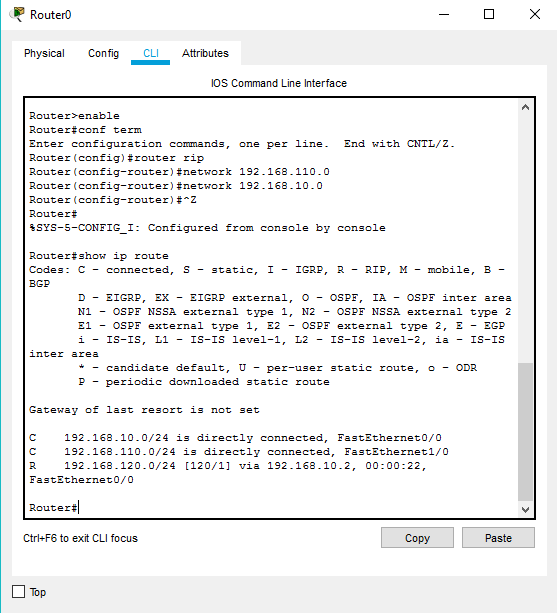 Router0
Physical Config CLI Attributes
IOS Command Line Interface
Router>enable
Router#conf term
Enter configuration commands, one per line.  End with CNTL/Z.
Router(config)#router rip
Router(config-router)#network 192.168.110.0
Router(config-router)#network 192.168.10.0
Router(config-router)#^Z
Router#
%SYS-5-CONFIG_I: Configured from console by console
Router#show ip route
Codes: C - connected, S - static, I - IGRP, R - RIP, M - mobile, B -
BGP
       D - EIGRP, EX - EIGRP external, O - OSPF, IA - OSPF inter area
       N1 - OSPF NSSA external type 1, N2 - OSPF NSSA external type 2
       E1 - OSPF external type 1, E2 - OSPF external type 2, E - EGP
       i - IS-IS, L1 - IS-IS level-1, L2 - IS-IS level-2, ia - IS-IS
inter area
       * - candidate default, U - per-user static route, o - ODR
       P - periodic downloaded static route
Gateway of last resort is not set
C    192.168.10.0/24 is directly connected, FastEthernet0/0
C    192.168.110.0/24 is directly connected, FastEthernet1/0
R    192.168.120.0/24 [120/1] via 192.168.10.2, 00:00:22,
FastEthernet0/0
Router#
Ctrl+F6 to exit CLI focus Copy Paste
Top